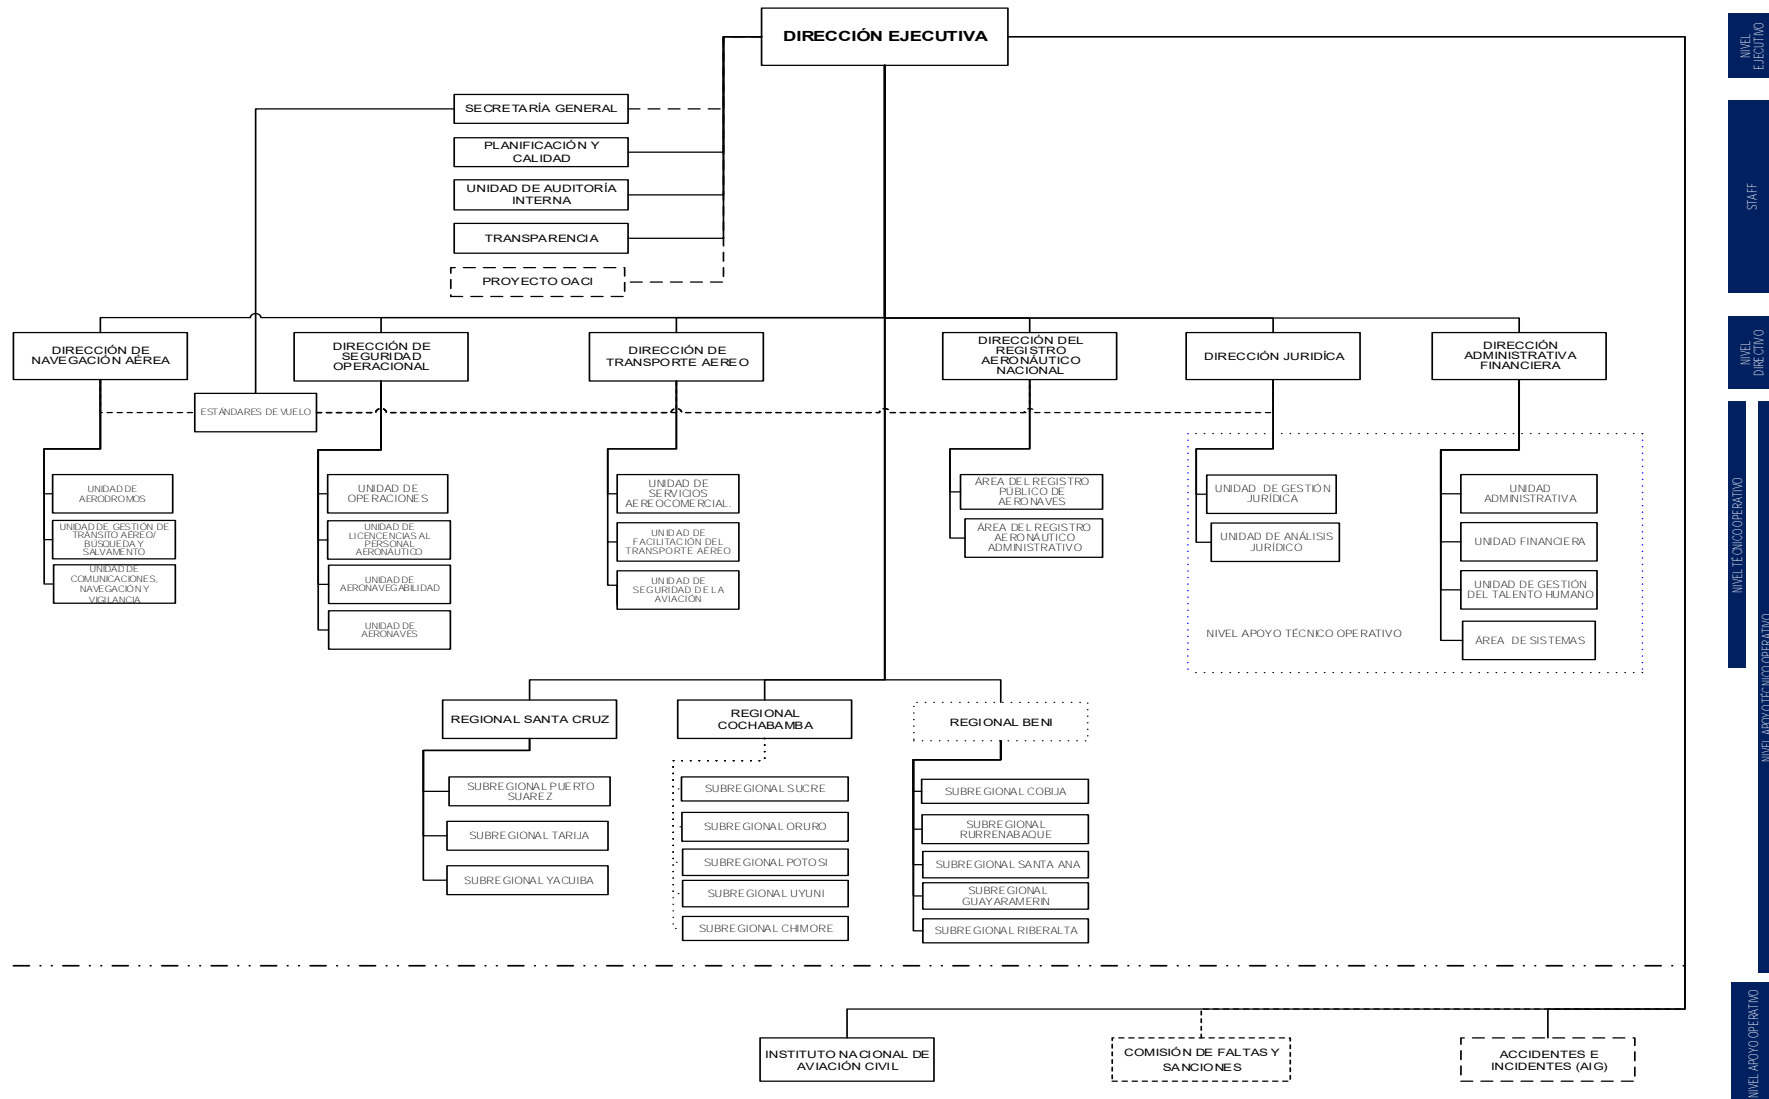 DIRECCIÓN EJECUTIVA
NIVEL
EJECUTIVO
SECRETARÍA GENERAL
PLANIFICACIÓN Y
CALIDAD
UNIDAD DE AUDITORÍA
INTERNA
TRANSPARENCIA
PROYECTO OACI
STAFF
DIRECCIÓN DE
NAVEGACIÓN AÉREA
DIRECCIÓN DE
SEGURIDAD
OPERACIONAL
DIRECCIÓN DE
TRANSPORTE AEREO
DIRECCIÓN DEL
REGISTRO
AERONÁUTICO
NACIONAL
DIRECCIÓN JURIDÍCA
DIRECCIÓN
ADMINISTRATIVA
FINANCIERA
NIVEL
DIRECTIVO
ESTÁNDARES DE VUELO
UNIDAD DE
AERODROMOS
UNIDAD DE GESTIÓN DE
TRÁNSITO AÉREO/
BÚSQUEDA Y
SALVAMENTO
UNIDAD DE
COMUNICACIONES,
NAVEGACIÓN Y
VIGILANCIA
UNIDAD DE
OPERACIONES
UNIDAD DE
LICENCENCIAS AL
PERSONAL
AERONÁUTICO
UNIDAD DE
AERONAVEGABILIDAD
UNIDAD DE
AERONAVES
UNIDAD DE
SERVICIOS
AEREOCOMERCIAL.
UNIDAD DE
FACILITACIÓN DEL
TRANSPORTE AÉREO
UNIDAD DE
SEGURIDAD DE LA
AVIACIÓN
ÁREA DEL REGISTRO
PÚBLICO DE
AERONAVES
ÁREA DEL REGISTRO
AERONÁUTICO
ADMINISTRATIVO
UNIDAD DE GESTIÓN
JURÍDICA
UNIDAD DE ANÁLISIS
JURÍDICO
UNIDAD
ADMINISTRATIVA
UNIDAD FINANCIERA
UNIDAD DE GESTIÓN
DEL TALENTO HUMANO
ÁREA DE SISTEMAS
NIVEL APOYO TÉCNICO OPERATIVO
NIVEL TÉCNICO OPERATIVO
NIVEL APOYO TÉCNICO OPERATIVO
REGIONAL SANTA CRUZ
REGIONAL
COCHABAMBA
REGIONAL BENI
SUBREGIONAL PUERTO
SUAREZ
SUBREGIONAL TARIJA
SUBREGIONAL YACUIBA
SUBREGIONAL SUCRE
SUBREGIONAL ORURO
SUBREGIONAL POTOSI
SUBREGIONAL UYUNI
SUBREGIONAL CHIMORE
SUBREGIONAL COBIJA
SUBREGIONAL
RURRENABAQUE
SUBREGIONAL SANTA ANA
SUBREGIONAL
GUAYARAMERIN
SUBREGIONAL RIBERALTA
INSTITUTO NACIONAL DE
AVIACIÓN CIVIL
COMISIÓN DE FALTAS Y
SANCIONES
ACCIDENTES E
INCIDENTES (AIG)
NIVEL APOYO OPERATIVO